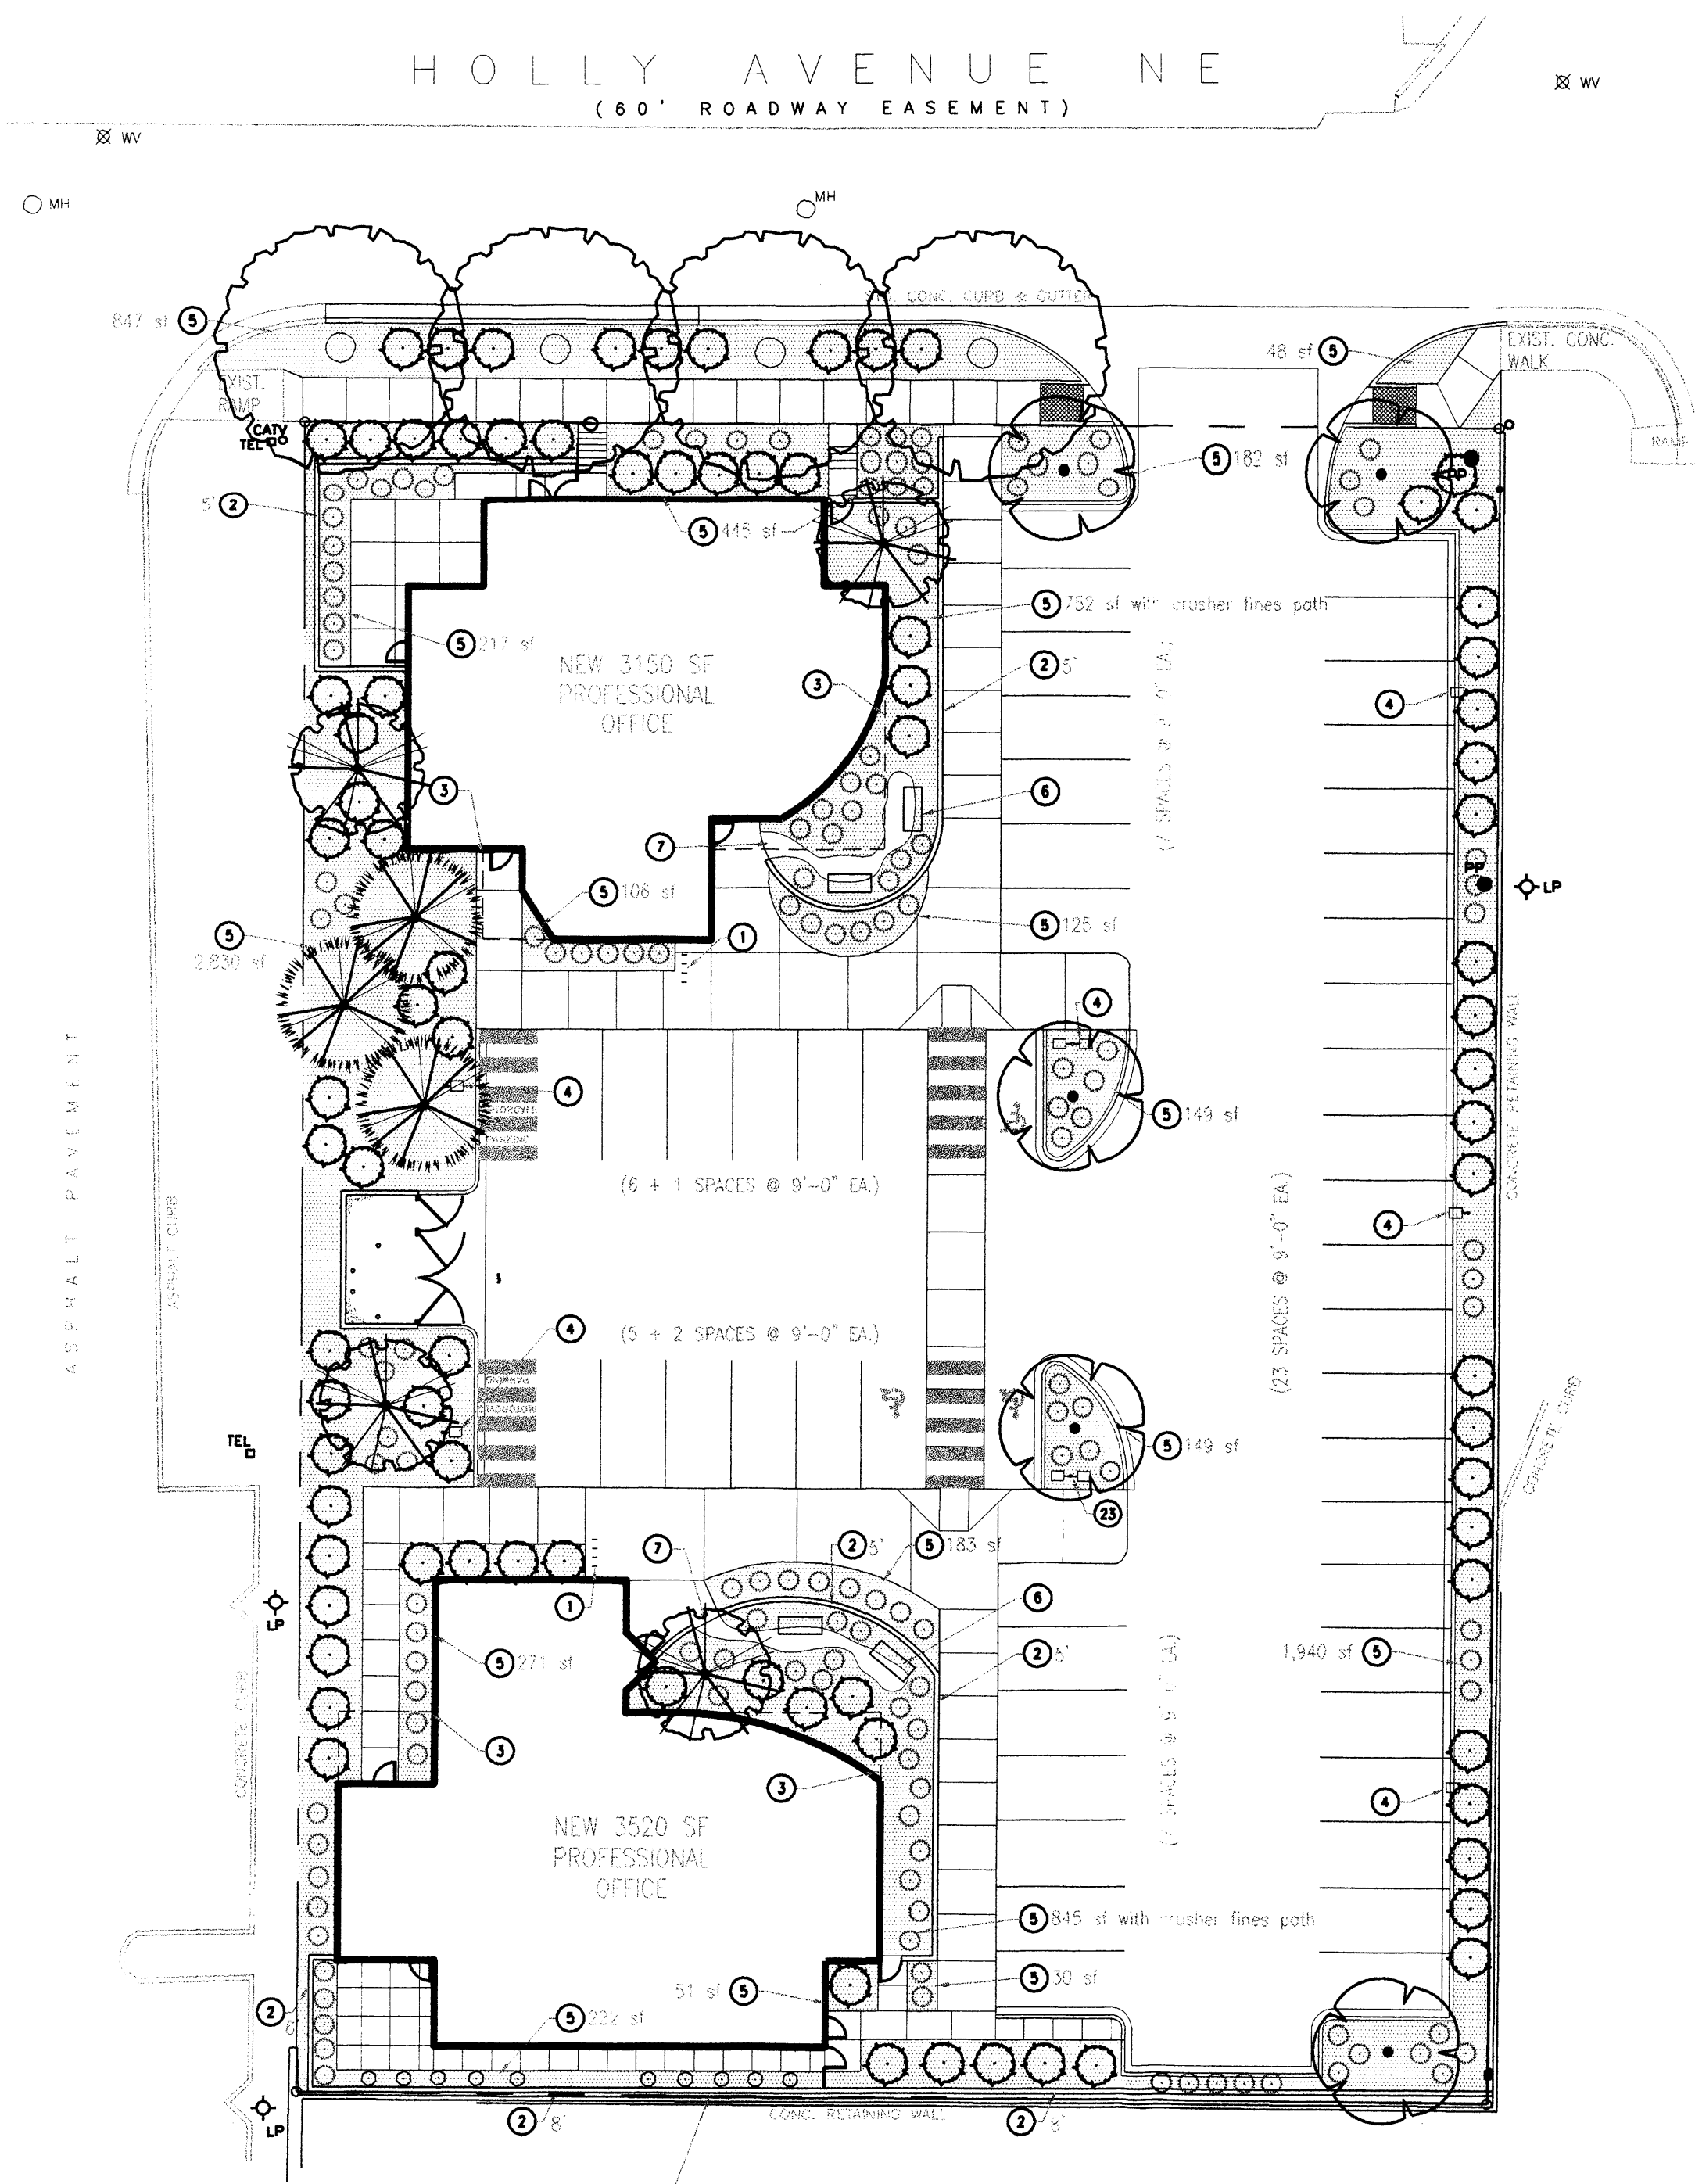 HOLLY AVENUE NE
(60' ROADWAY EASEMENT)
WV
WV
MH
MH
CONC. CURB & GUTTER
847 sf 5
48 sf 5
EXIST. CONC.
WALK
EXIST.
RAMP
CATV
TEL
RAMP
5 182 sf
PP
5' 2
5 445 sf
5 752 sf with crusher fines path
5 217 sf
NEW 3150 SF
PROFESSIONAL
OFFICE
3
2 5'
4
3
6
7
PP
LP
5 106 sf
5
2,830 sf
1
5 125 sf
4
4
MOTORCYCLE
PARKING
5 149 sf
CONCRETE RETAINING WALL
ASPHALT PAVEMENT
ASPHALT CURB
(6 + 1 SPACES @ 9'-0" EA.)
4
(23 SPACES @ 9'-0" EA.)
4
(5 + 2 SPACES @ 9'-0" EA.)
PARKING
MOTORCYCLE
TEL
5 149 sf
CONCRETE CURB
23
7
2 5'
5 183 sf
LP
1
6
5 271 sf
2 5'
1,940 sf 5
CONCRETE CURB
3
3
4
NEW 3520 SF
PROFESSIONAL
OFFICE
5 845 sf with crusher fines path
51 sf 5
5 30 sf
2
6'
5 222 sf
LP
2 8'
CONC. RETAINING WALL
2 8'